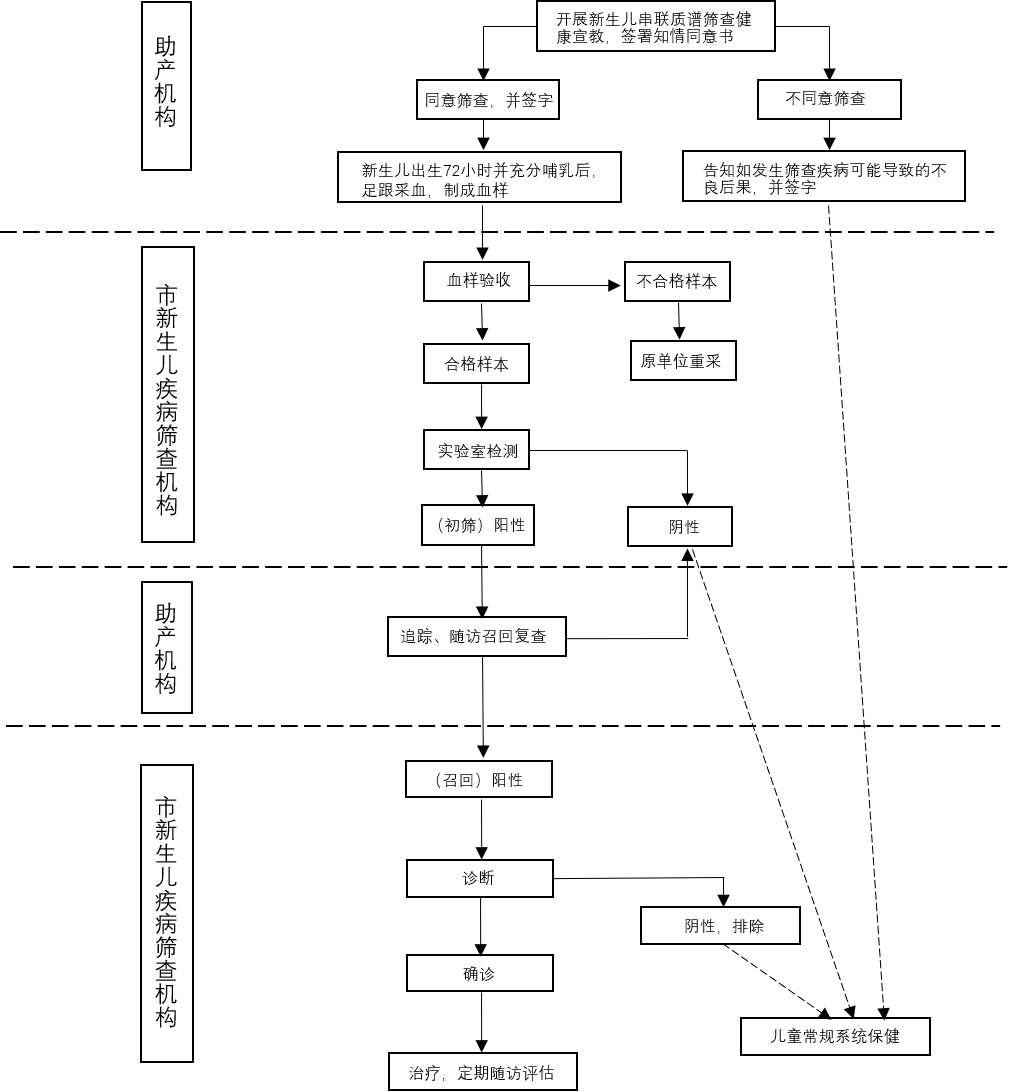 开展新生儿串联质谱筛查健
康宣教，签署知情同意书
助产机构
同意筛查，并签字
不同意筛查
新生儿出生72小时并充分哺乳后，
足跟采血，制成血样
告知如发生筛查疾病可能导致的不
良后果，并签字
市新生儿疾病筛查机构
血样验收
不合格样本
合格样本
原单位重采
实验室检测
（初筛）阳性
阴性
助产机构
追踪、随访召回复查
市新生儿疾病筛查机构
（召回）阳性
诊断
阴性，排除
确诊
儿童常规系统保健
治疗，定期随访评估